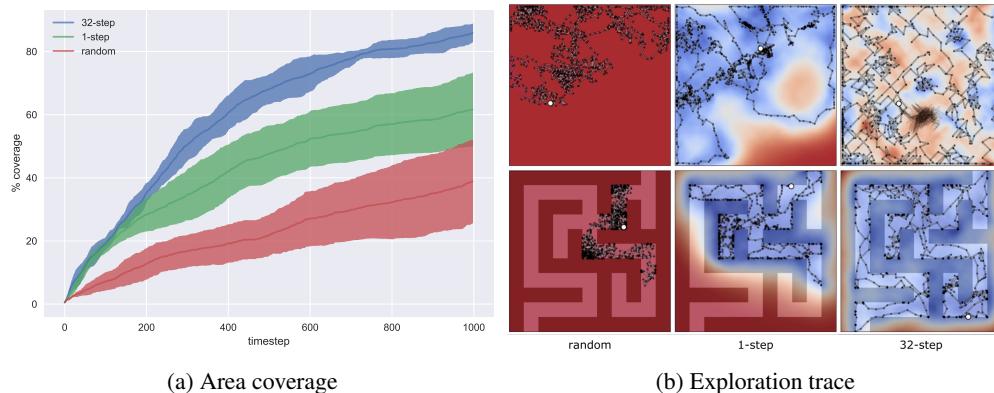 32-step
1-step
random
80
60
40
20
0
% coverage
0
200
400
600
800
1000
timestep
random
1-step
32-step
(a) Area coverage
(b) Exploration trace